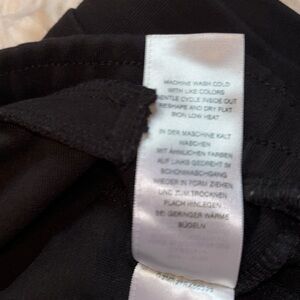 MACHINE WASH COLD
WITH LIKE COLORS
GENTLE CYCLE INSIDE OUT
RESHAPE AND DRY FLAT
IRON LOW HEAT
IN DER MASCHINE KALT
WASCHEN
MIT ÄHNLICHEN FARBEN
AUF LINKS GEDREHT IM
SCHONWASCHGANG
WIEDER IN FORM ZIEHEN
UND ZUM TROCKNEN
FLACH HINLEGEN
BEI GERINGER WÄRME
BÜGELN